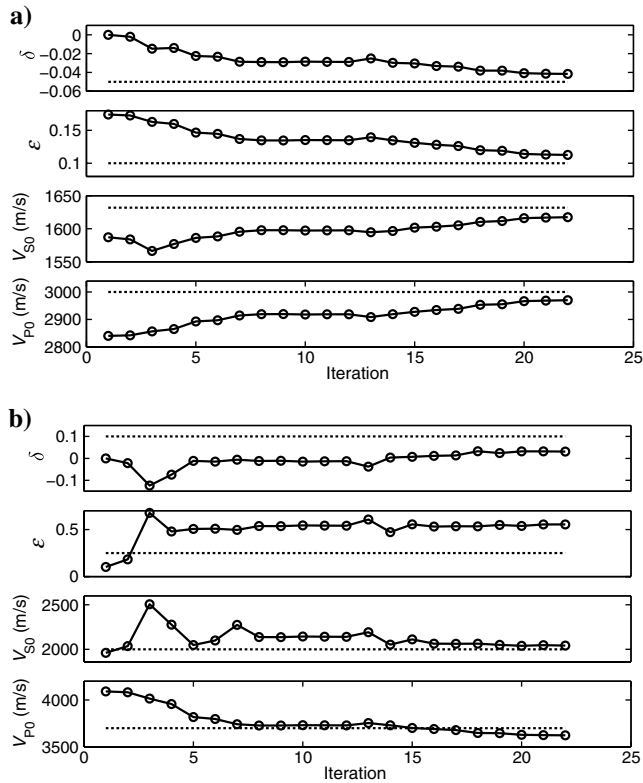 a)
0
−0.02
−0.04
−0.06
δ
0.15
0.1
ε
1650
1600
1550
V_S0 (m/s)
3000
2900
2800
V_P0 (m/s)
0 5 10 15 20 25
Iteration
b)
0.1
0
−0.1
δ
1
0.5
0
ε
2500
2000
V_S0 (m/s)
4000
3500
V_P0 (m/s)
0 5 10 15 20 25
Iteration